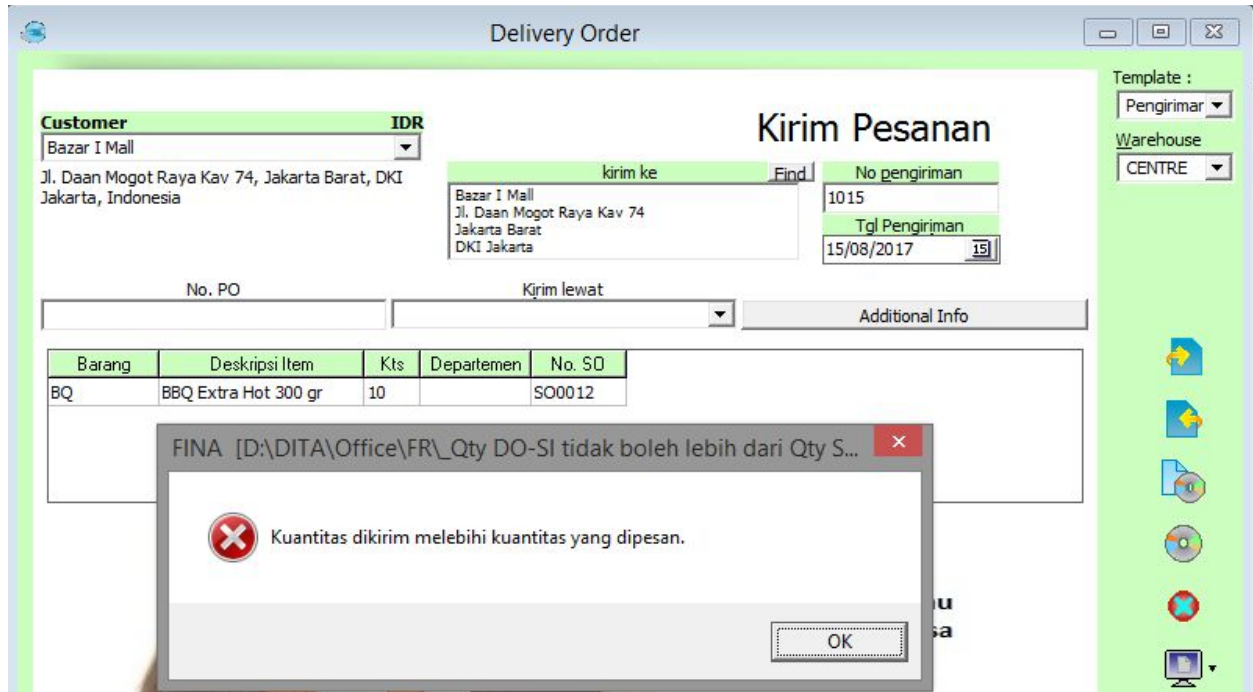 Delivery Order
Template :
Pengirimar
Warehouse
CENTRE
Customer IDR
Bazar I Mall
Jl. Daan Mogot Raya Kav 74, Jakarta Barat, DKI
Jakarta, Indonesia
Kirim Pesanan
kirim ke Find
Bazar I Mall
Jl. Daan Mogot Raya Kav 74
Jakarta Barat
DKI Jakarta
No pengiriman
1015
Tgl Pengiriman
15/08/2017 15
No. PO
Kirim lewat
Additional Info
Barang Deskripsi Item Kts Departemen No. SO
BQ BBQ Extra Hot 300 gr 10 SO0012
FINA [D:\DITA\Office\FR\_Qty DO-SI tidak boleh lebih dari Qty S...
Kuantitas dikirim melebihi kuantitas yang dipesan.
OK
u
sa